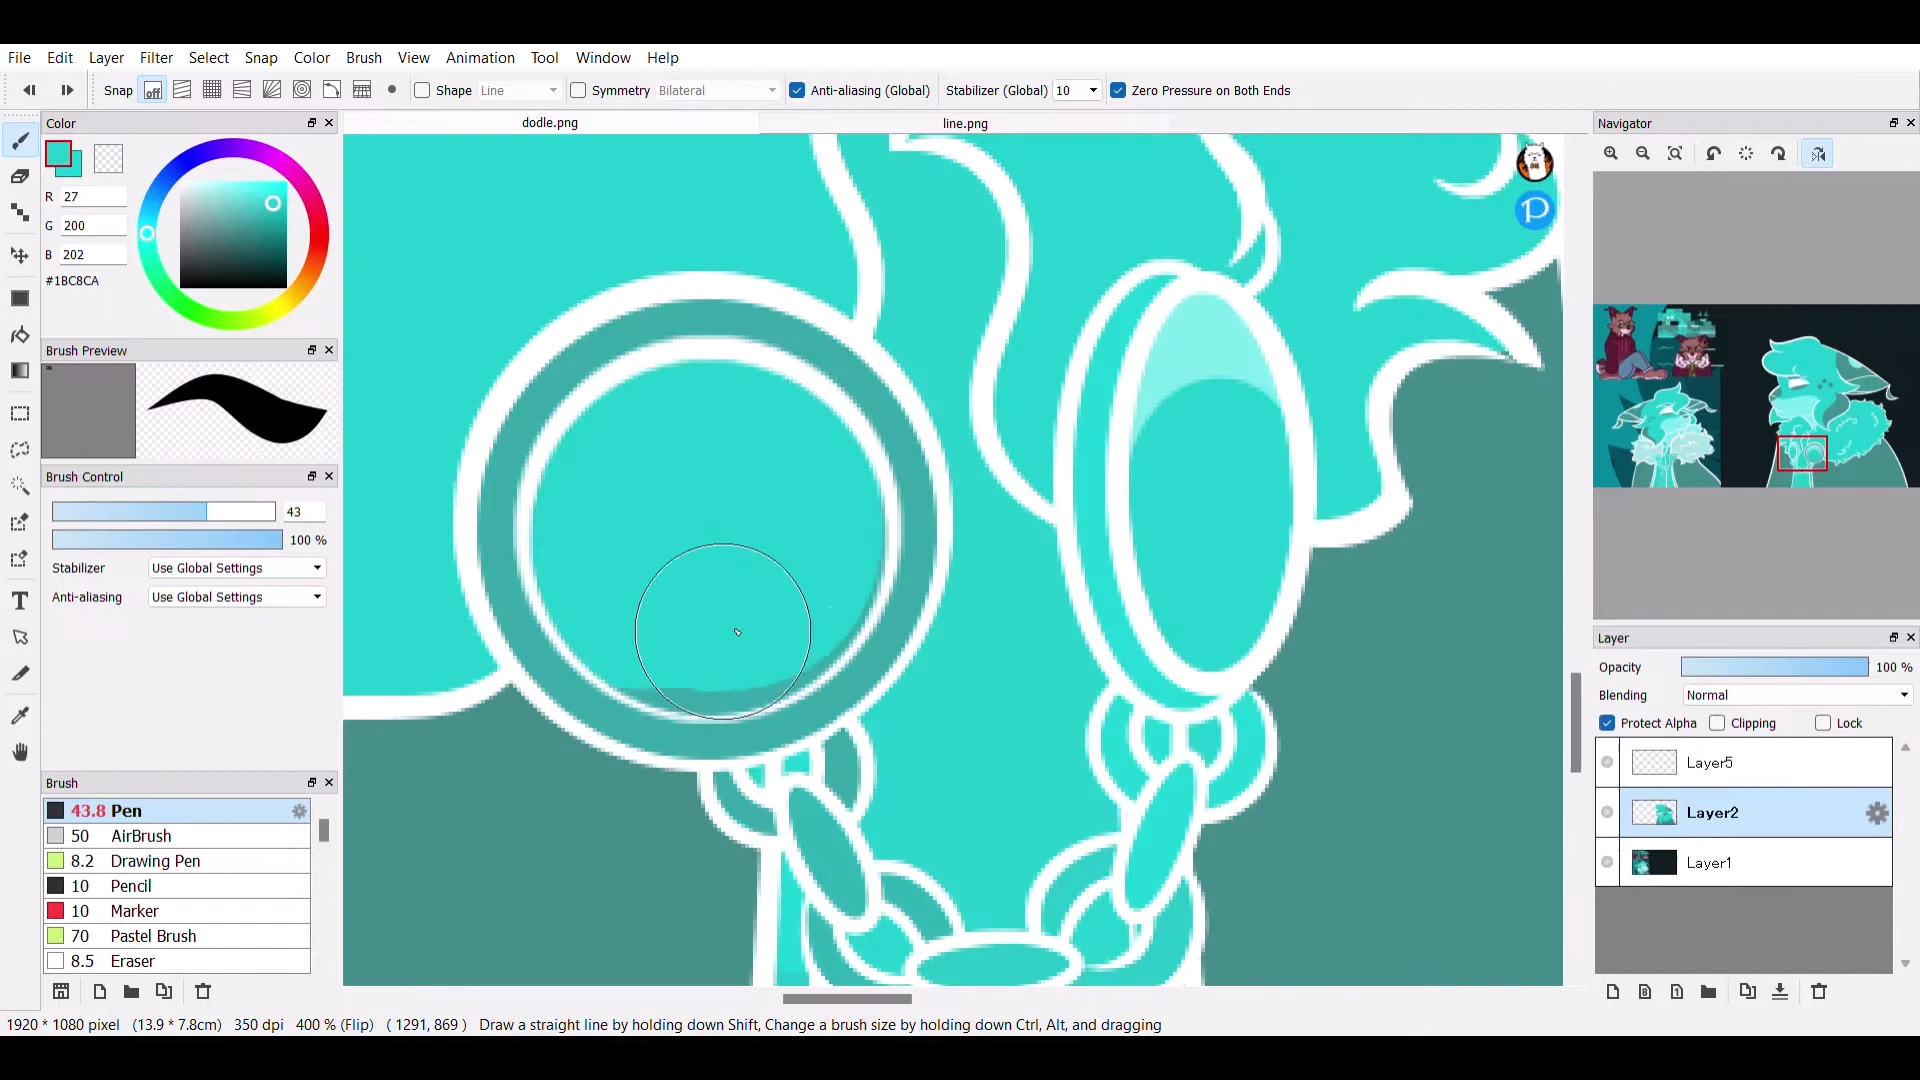 File Edit Layer Filter Select Snap Color Brush View Animation Tool Window Help
Snap off Shape Line Symmetry Bilateral Anti-aliasing (Global) Stabilizer (Global) 10 Zero Pressure on Both Ends
Color
dodle.png
line.png
Navigator
R 27
G 200
B 202
#1BC8CA
Brush Preview
*
Brush Control
43
100 %
Stabilizer Use Global Settings
Anti-aliasing Use Global Settings
Brush
43.8 Pen
50 AirBrush
8.2 Drawing Pen
10 Pencil
10 Marker
70 Pastel Brush
8.5 Eraser
P
Layer
Opacity 100 %
Blending Normal
Protect Alpha Clipping Lock
Layer5
Layer2
Layer1
8 1
1920 * 1080 pixel (13.9 * 7.8cm) 350 dpi 400 % (Flip) ( 1291, 869 ) Draw a straight line by holding down Shift, Change a brush size by holding down Ctrl, Alt, and dragging